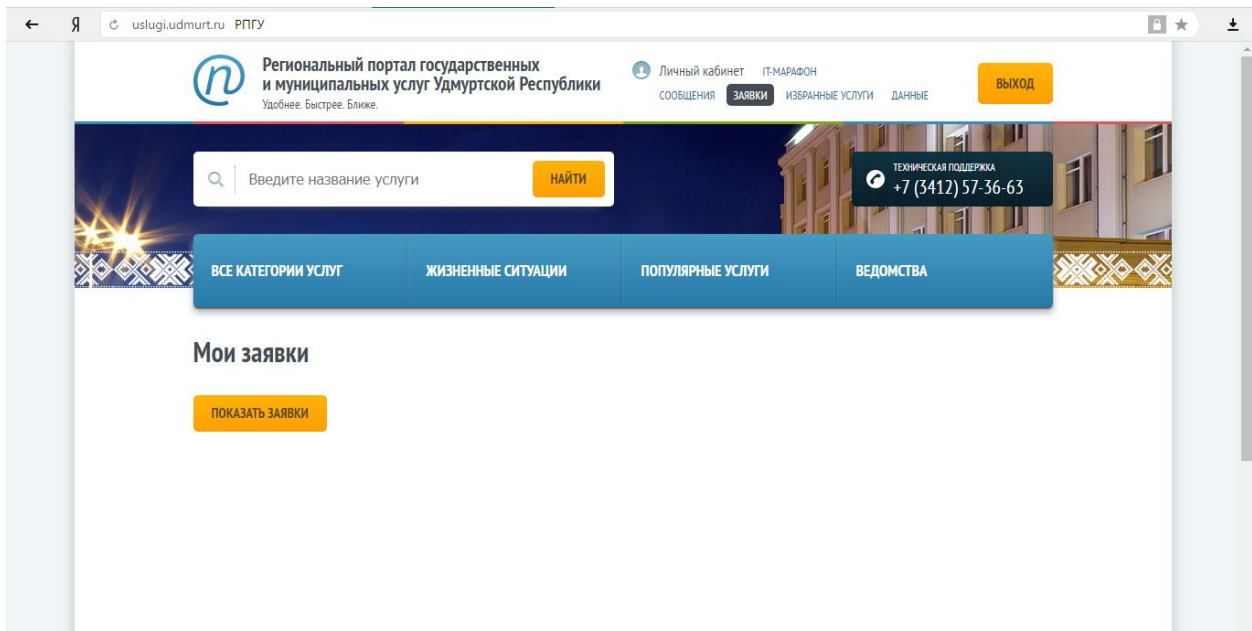 Я uslugi.udmurt.ru РПГУ
Региональный портал государственных
и муниципальных услуг Удмуртской Республики
Удобнее. Быстрее. Ближе.
Личный кабинет IT-МАРАФОН
СООБЩЕНИЯ ЗАЯВКИ ИЗБРАННЫЕ УСЛУГИ ДАННЫЕ
ВЫХОД
Введите название услуги
НАЙТИ
ТЕХНИЧЕСКАЯ ПОДДЕРЖКА
+7 (3412) 57-36-63
ВСЕ КАТЕГОРИИ УСЛУГ ЖИЗНЕННЫЕ СИТУАЦИИ ПОПУЛЯРНЫЕ УСЛУГИ ВЕДОМСТВА
Мои заявки
ПОКАЗАТЬ ЗАЯВКИ